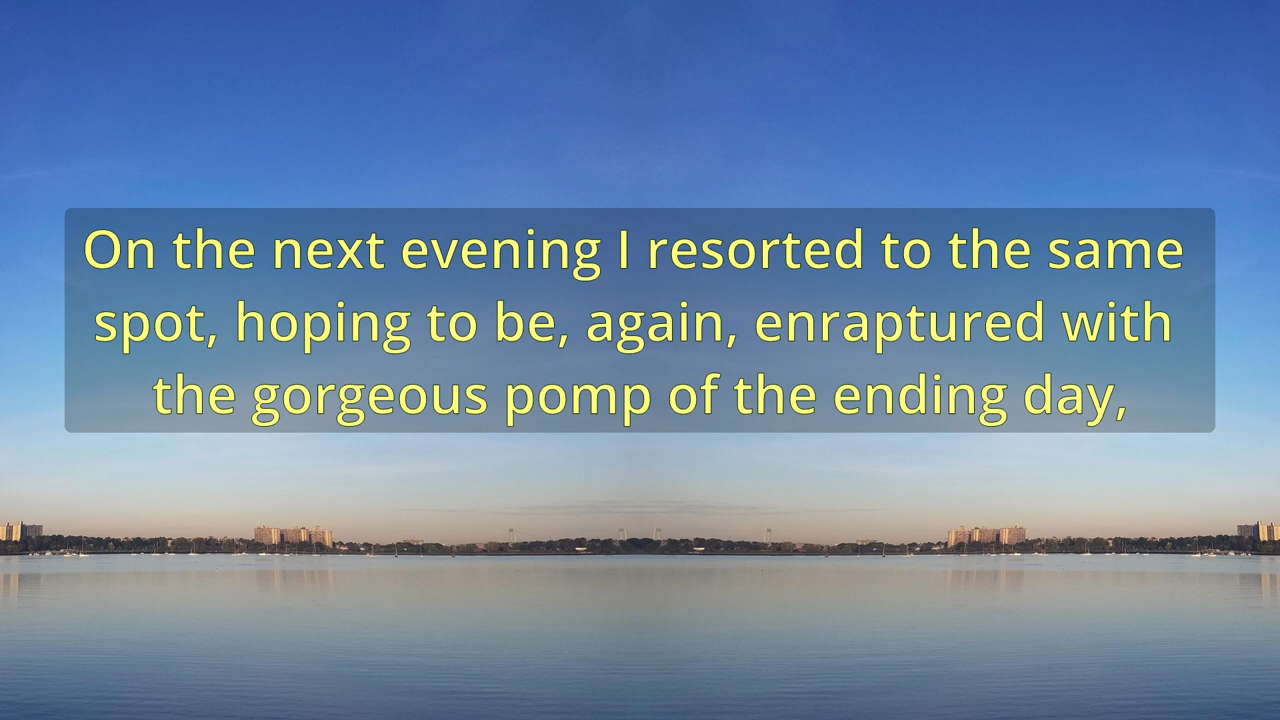 On the next evening I resorted to the same
spot, hoping to be, again, enraptured with
the gorgeous pomp of the ending day,